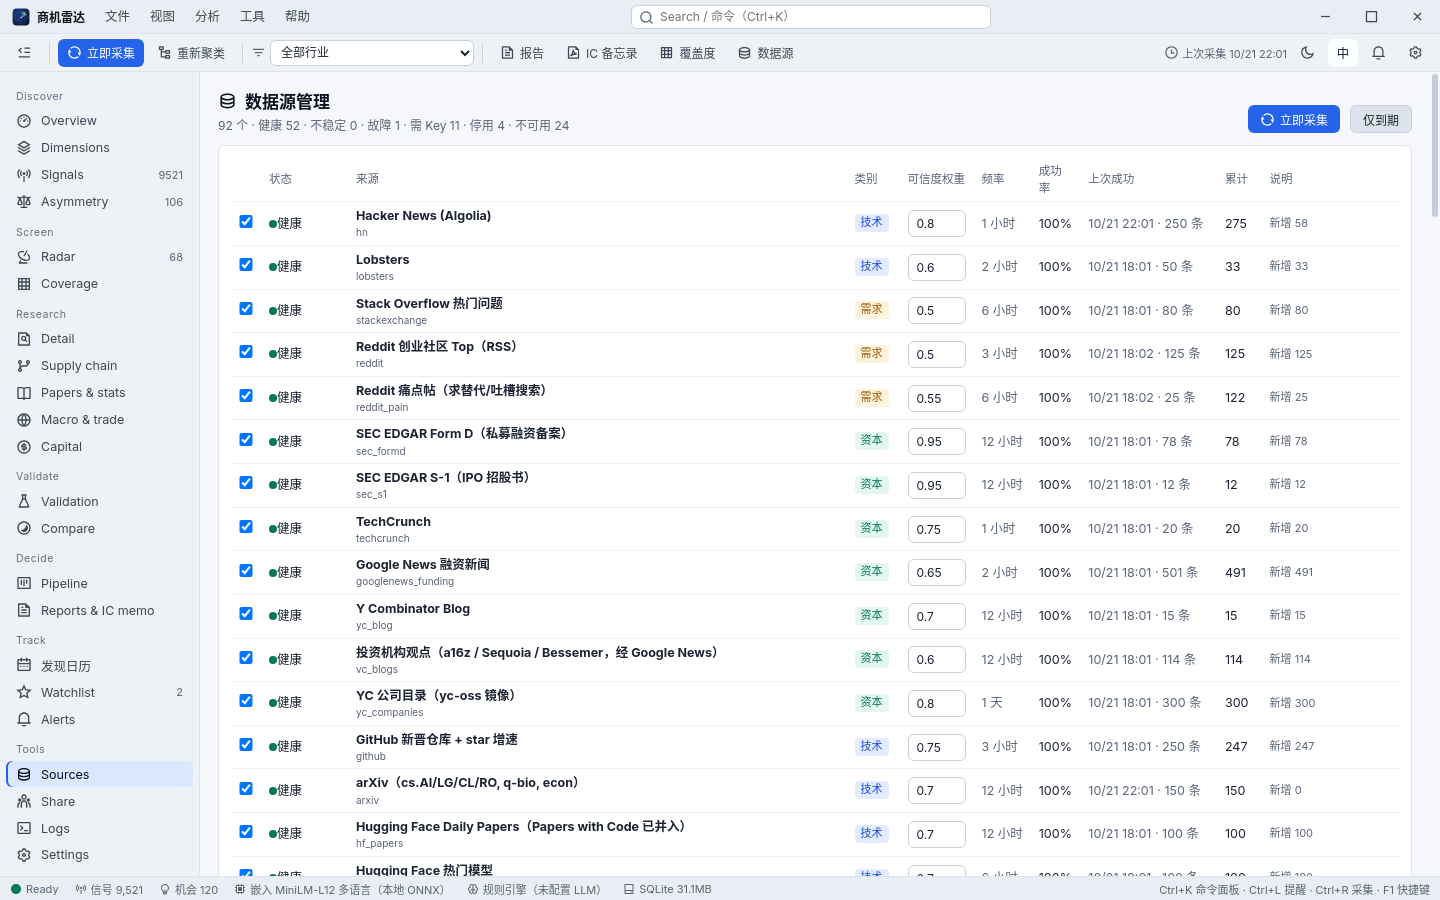 商机雷达 文件 视图 分析 工具 帮助 Search / 命令（Ctrl+K）
立即采集 重新聚类 全部行业 报告 IC 备忘录 覆盖度 数据源 上次采集 10/21 22:01 中
Discover
Overview
Dimensions
Signals 9521
Asymmetry 106
Screen
Radar 68
Coverage
Research
Detail
Supply chain
Papers & stats
Macro & trade
Capital
Validate
Validation
Compare
Decide
Pipeline
Reports & IC memo
Track
发现日历
Watchlist 2
Alerts
Tools
Sources
Share
Logs
Settings
数据源管理
92 个 · 健康 52 · 不稳定 0 · 故障 1 · 需 Key 11 · 停用 4 · 不可用 24
立即采集 仅到期
状态 来源 类别 可信度权重 频率 成功率 上次成功 累计 说明
健康 Hacker News (Algolia) 技术 0.8 1 小时 100% 10/21 22:01 · 250 条 275 新增 58
hn
健康 Lobsters 技术 0.6 2 小时 100% 10/21 18:01 · 50 条 33 新增 33
lobsters
健康 Stack Overflow 热门问题 需求 0.5 6 小时 100% 10/21 18:01 · 80 条 80 新增 80
stackexchange
健康 Reddit 创业社区 Top（RSS） 需求 0.5 3 小时 100% 10/21 18:02 · 125 条 125 新增 125
reddit
健康 Reddit 痛点帖（求替代/吐槽搜索） 需求 0.55 6 小时 100% 10/21 18:02 · 25 条 122 新增 25
reddit_pain
健康 SEC EDGAR Form D（私募融资备案） 资本 0.95 12 小时 100% 10/21 18:01 · 78 条 78 新增 78
sec_formd
健康 SEC EDGAR S-1（IPO 招股书） 资本 0.95 12 小时 100% 10/21 18:01 · 12 条 12 新增 12
sec_s1
健康 TechCrunch 资本 0.75 1 小时 100% 10/21 18:01 · 20 条 20 新增 20
techcrunch
健康 Google News 融资新闻 资本 0.65 2 小时 100% 10/21 18:01 · 501 条 491 新增 491
googlenews_funding
健康 Y Combinator Blog 资本 0.7 12 小时 100% 10/21 18:01 · 15 条 15 新增 15
yc_blog
健康 投资机构观点（a16z / Sequoia / Bessemer，经 Google News） 资本 0.6 12 小时 100% 10/21 18:01 · 114 条 114 新增 114
vc_blogs
健康 YC 公司目录（yc-oss 镜像） 资本 0.8 1 天 100% 10/21 18:01 · 300 条 300 新增 300
yc_companies
健康 GitHub 新晋仓库 + star 增速 技术 0.75 3 小时 100% 10/21 18:01 · 250 条 247 新增 247
github
健康 arXiv（cs.AI/LG/CL/RO, q-bio, econ） 技术 0.7 12 小时 100% 10/21 22:01 · 150 条 150 新增 0
arxiv
健康 Hugging Face Daily Papers（Papers with Code 已并入） 技术 0.7 12 小时 100% 10/21 18:01 · 100 条 100 新增 100
hf_papers
Hugging Face 热门模型
Ready 信号 9,521 机会 120 嵌入 MiniLM-L12 多语言（本地 ONNX） 规则引擎（未配置 LLM） SQLite 31.1MB Ctrl+K 命令面板 · Ctrl+L 提醒 · Ctrl+R 采集 · F1 快捷键